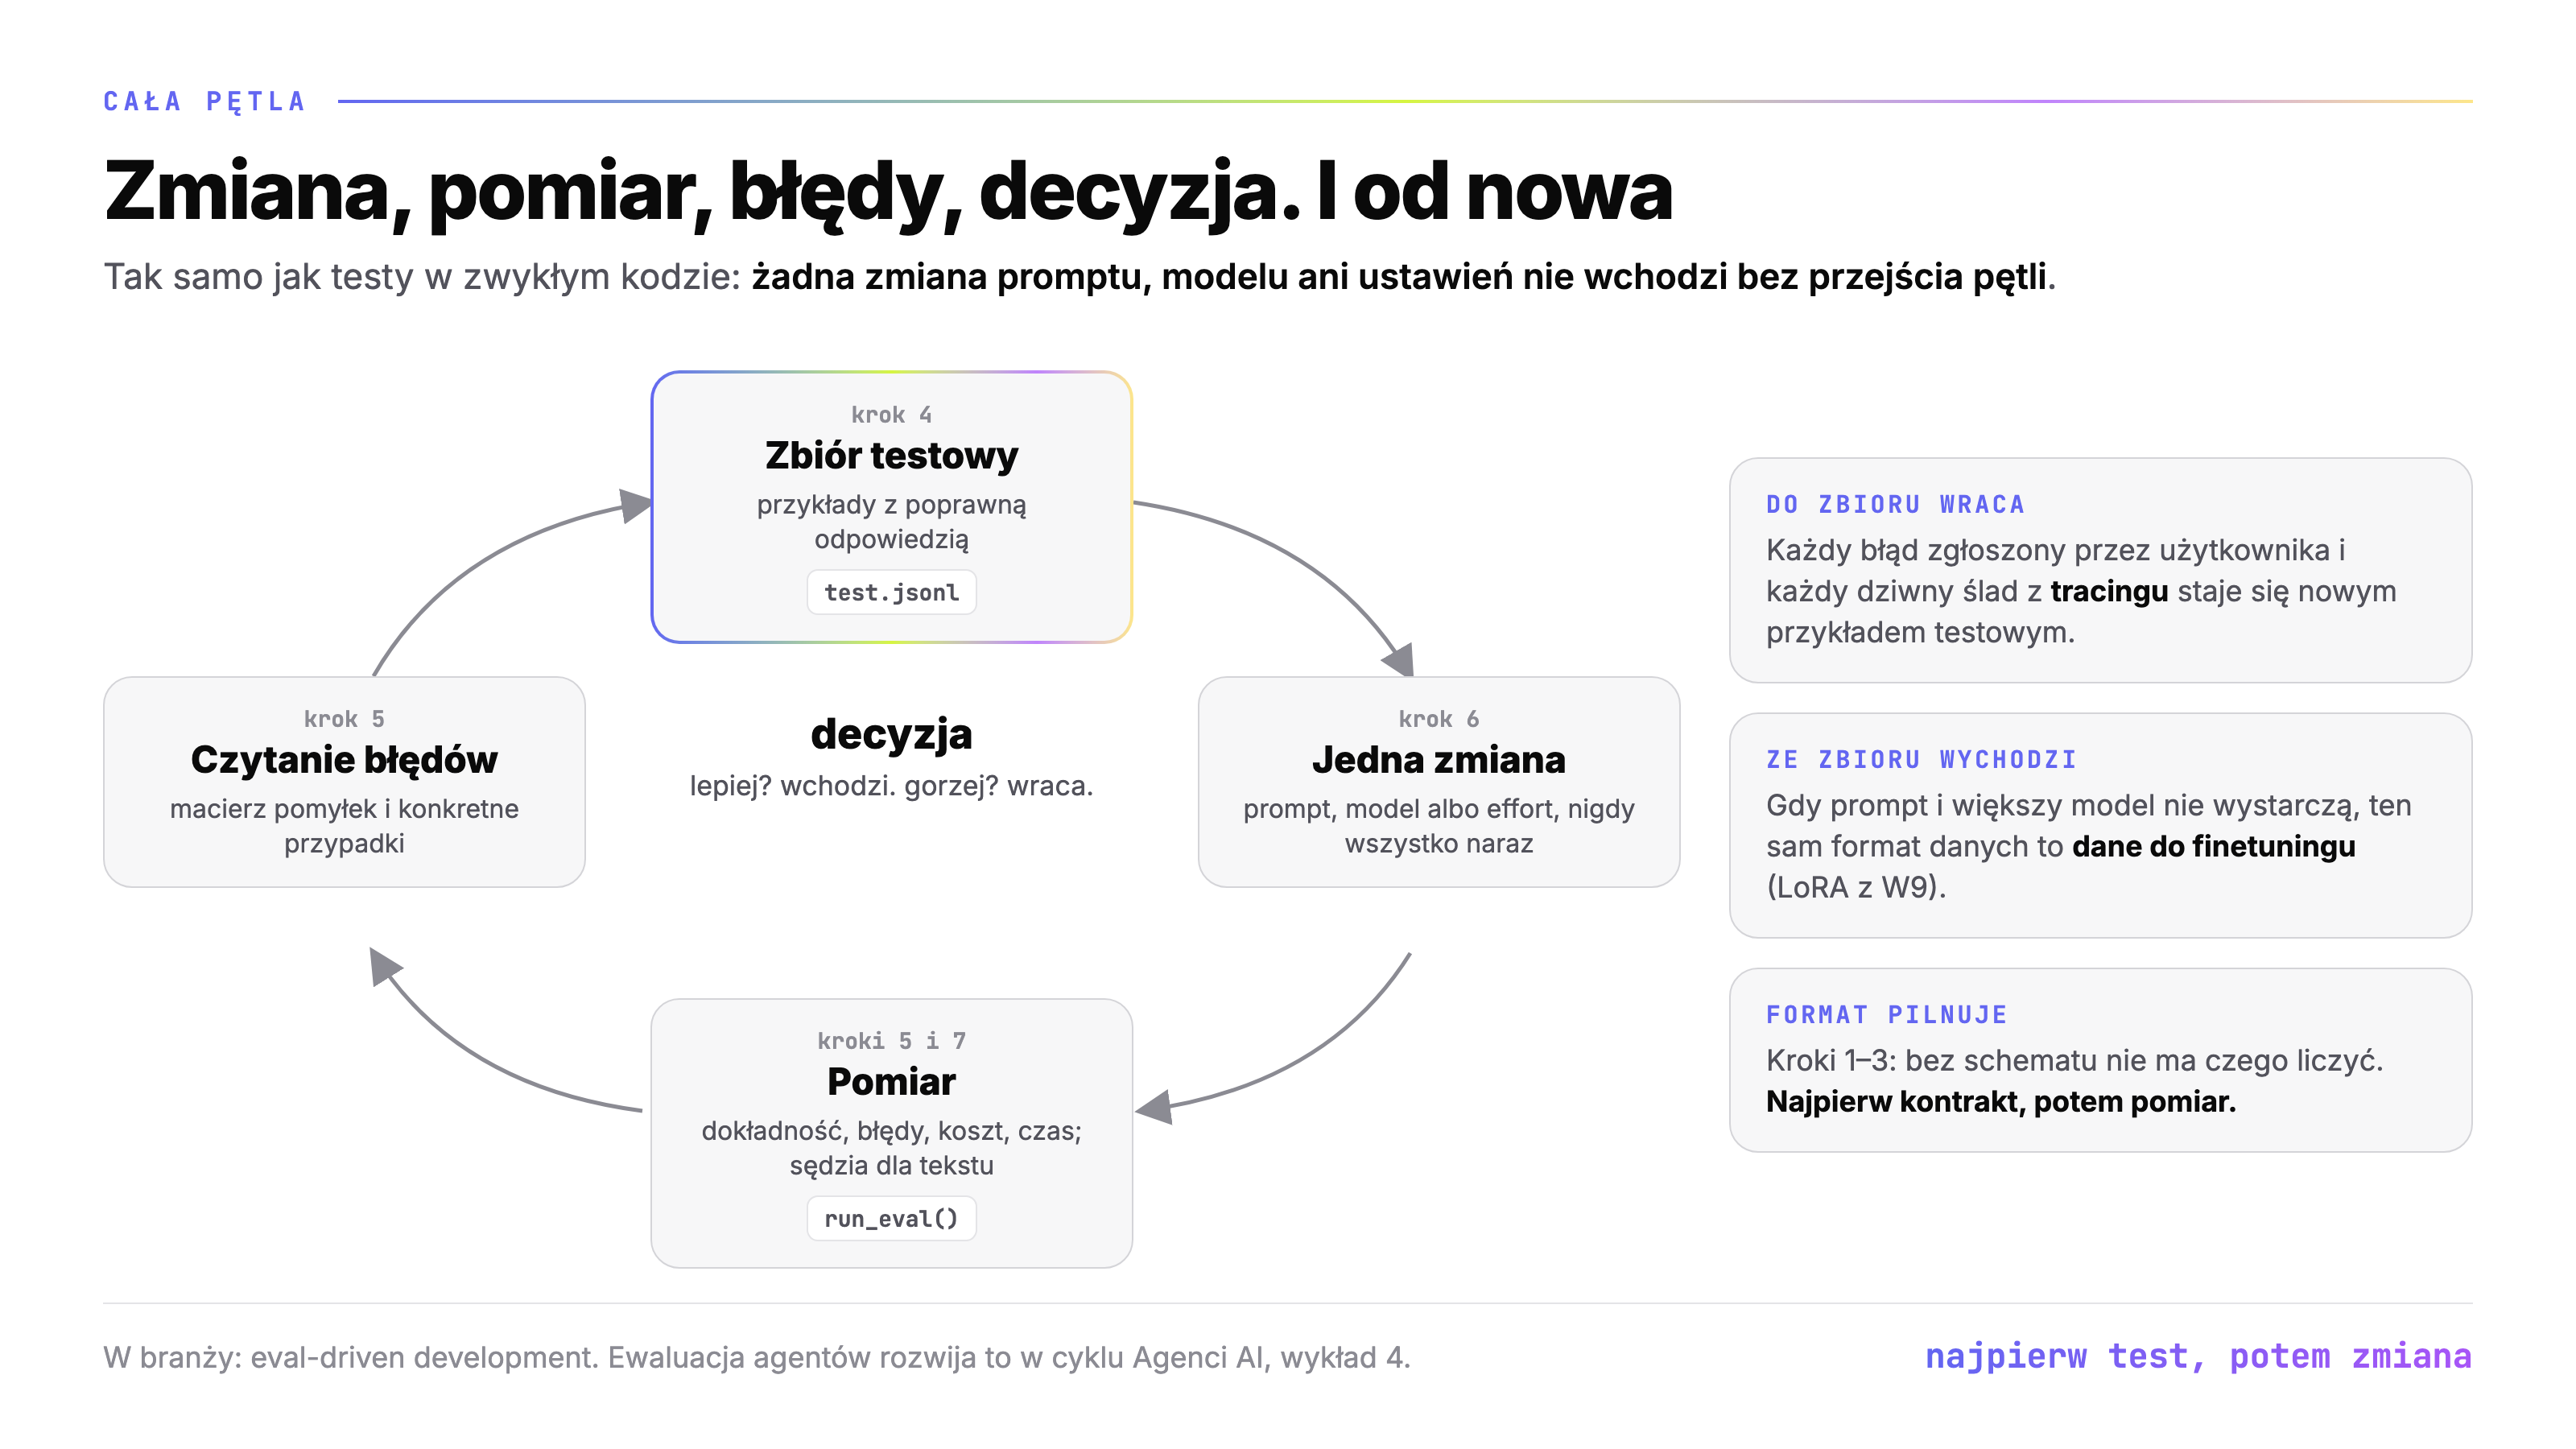 CAŁA PĘTLA
Zmiana, pomiar, błędy, decyzja. I od nowa
Tak samo jak testy w zwykłym kodzie: żadna zmiana promptu, modelu ani ustawień nie wchodzi bez przejścia pętli.
krok 4
Zbiór testowy
przykłady z poprawną
odpowiedzią
test.jsonl
krok 5
Czytanie błędów
macierz pomyłek i konkretne
przypadki
decyzja
lepiej? wchodzi. gorzej? wraca.
krok 6
Jedna zmiana
prompt, model albo effort, nigdy
wszystko naraz
kroki 5 i 7
Pomiar
dokładność, błędy, koszt, czas;
sędzia dla tekstu
run_eval()
DO ZBIORU WRACA
Każdy błąd zgłoszony przez użytkownika i
każdy dziwny ślad z tracingu staje się nowym
przykładem testowym.
ZE ZBIORU WYCHODZI
Gdy prompt i większy model nie wystarczą, ten
sam format danych to dane do finetuningu
(LoRA z W9).
FORMAT PILNUJE
Kroki 1–3: bez schematu nie ma czego liczyć.
Najpierw kontrakt, potem pomiar.
W branży: eval-driven development. Ewaluacja agentów rozwija to w cyklu Agenci AI, wykład 4.
najpierw test, potem zmiana